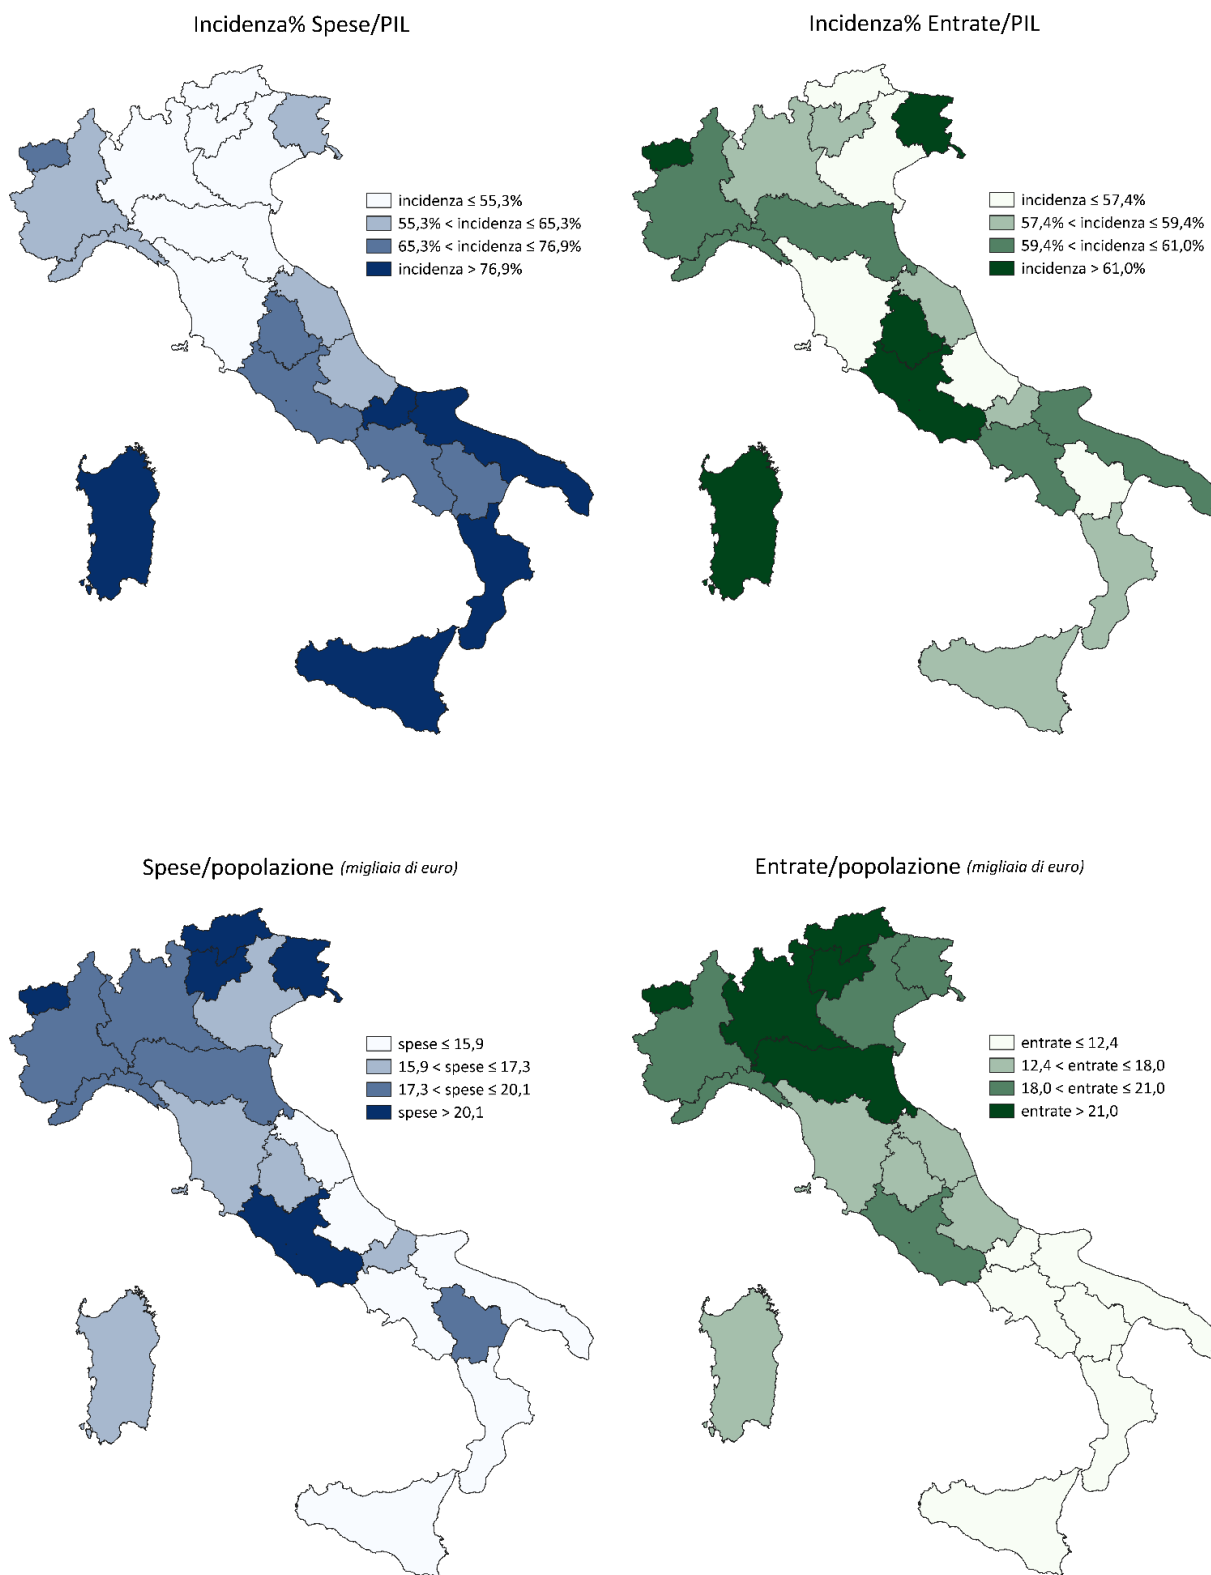 Incidenza% Spese/PIL
incidenza ≤ 55,3%
55,3% < incidenza ≤ 65,3%
65,3% < incidenza ≤ 76,9%
incidenza > 76,9%
Incidenza% Entrate/PIL
incidenza ≤ 57,4%
57,4% < incidenza ≤ 59,4%
59,4% < incidenza ≤ 61,0%
incidenza > 61,0%
Spese/popolazione (migliaia di euro)
spese ≤ 15,9
15,9 < spese ≤ 17,3
17,3 < spese ≤ 20,1
spese > 20,1
Entrate/popolazione (migliaia di euro)
entrate ≤ 12,4
12,4 < entrate ≤ 18,0
18,0 < entrate ≤ 21,0
entrate > 21,0